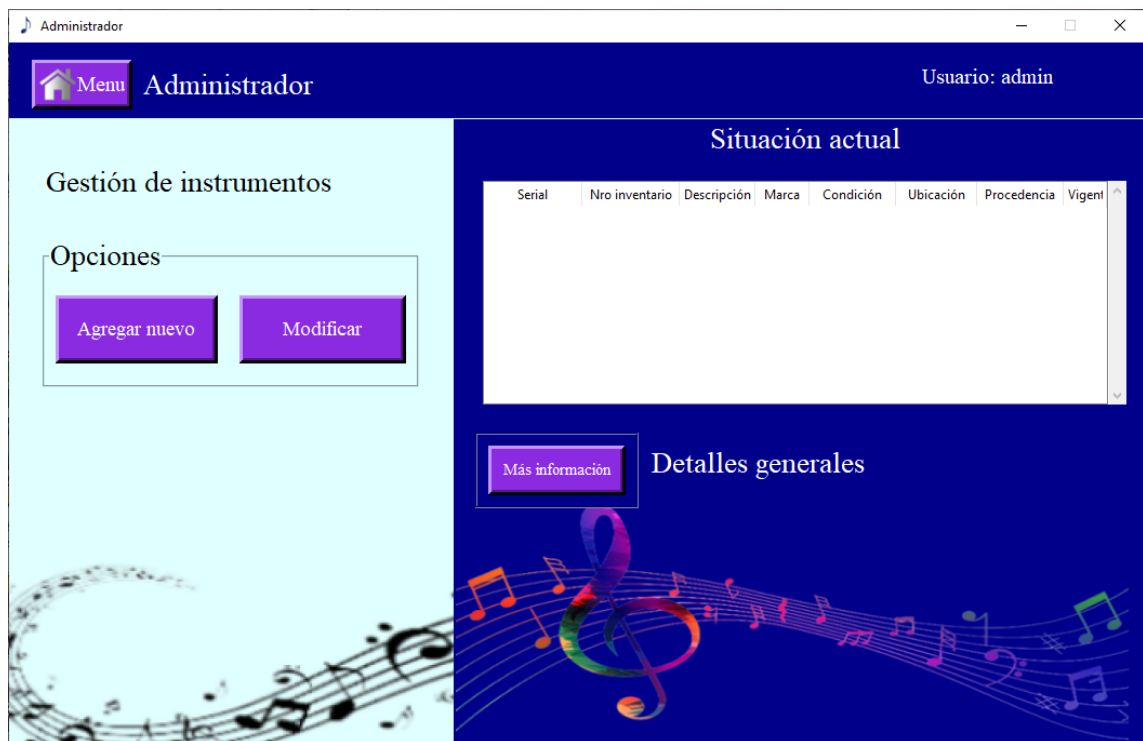 Administrador
Menu
Administrador
Usuario: admin
Gestión de instrumentos
Opciones
Agregar nuevo
Modificar
Situación actual
Serial Nro inventario Descripción Marca Condición Ubicación Procedencia Vigent
Más información
Detalles generales